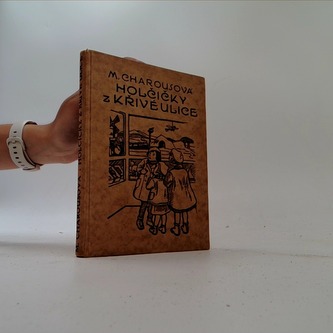 M. CHAROUSOVÁ
HOLČIČKY
Z KŘIVÉ ULICE